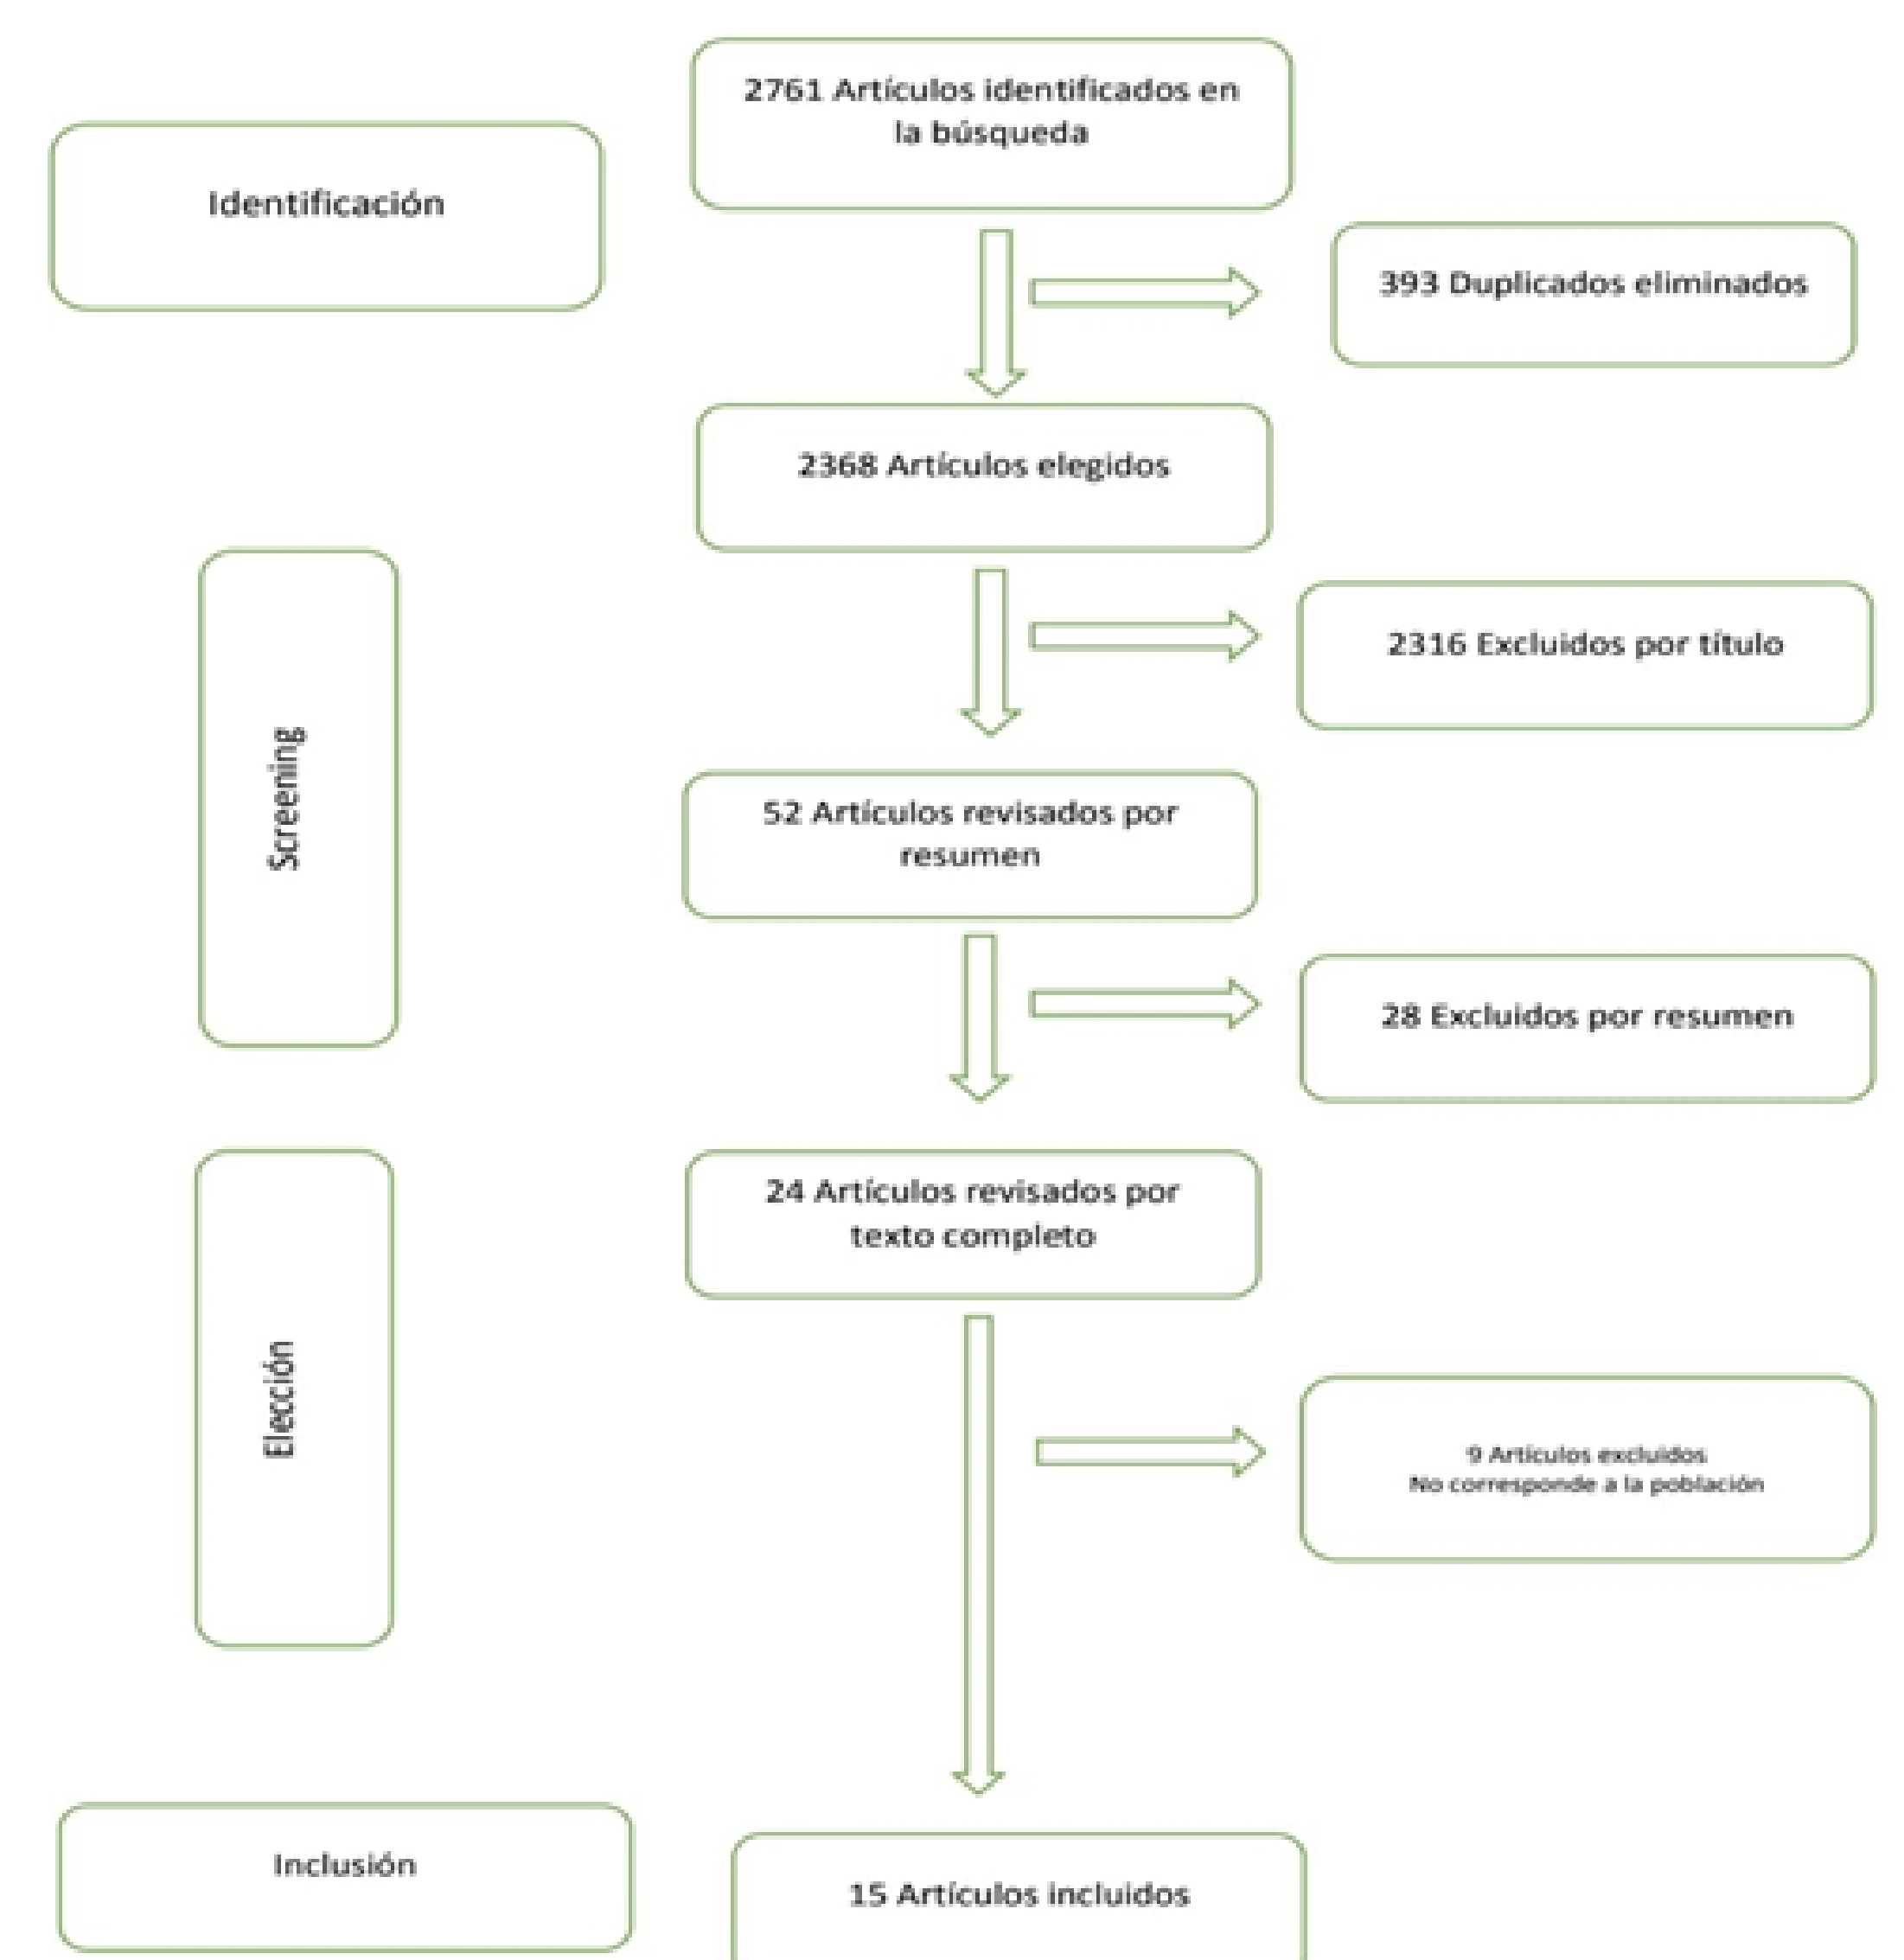 Identificación
2761 Artículos identificados en
la búsqueda
393 Duplicados eliminados
2368 Artículos elegidos
Screening
2316 Excluidos por título
52 Artículos revisados por
resumen
28 Excluidos por resumen
Elección
24 Artículos revisados por
texto completo
9 Artículos excluidos
No corresponde a la población
Inclusión
15 Artículos incluidos